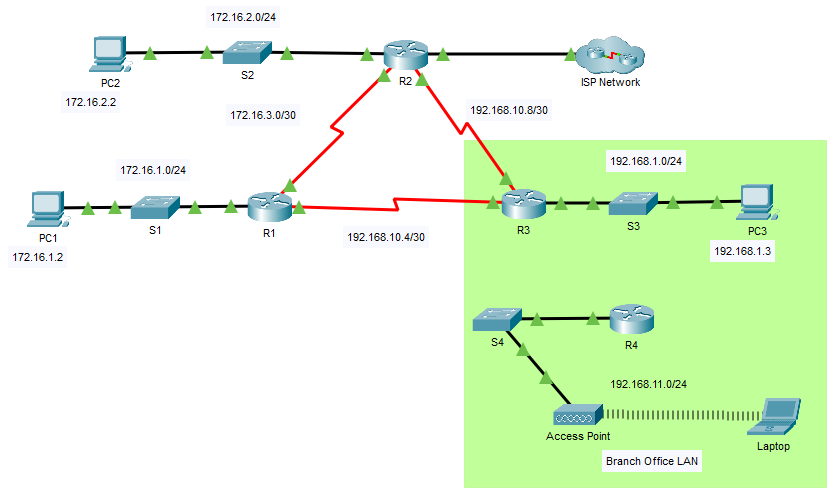 172.16.2.0/24
PC2
172.16.2.2
S2
R2
ISP Network
172.16.3.0/30
192.168.10.8/30
172.16.1.0/24
PC1
172.16.1.2
S1
R1
192.168.10.4/30
192.168.1.0/24
R3
S3
PC3
192.168.1.3
S4
R4
192.168.11.0/24
Access Point
Laptop
Branch Office LAN